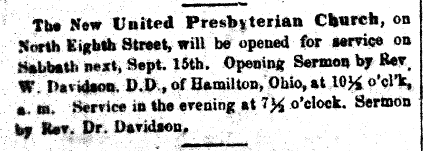 The New United Presbyterian Church, on
North Eighth Street, will be opened for service on
Sabbath next, Sept. 15th. Opening Sermon by Rev.
W. Davidson, D.D., of Hamilton, Ohio, at 10½ o'cl'k,
a. m. Service in the evening at 7½ o'clock. Sermon
by Rev. Dr. Davidson.